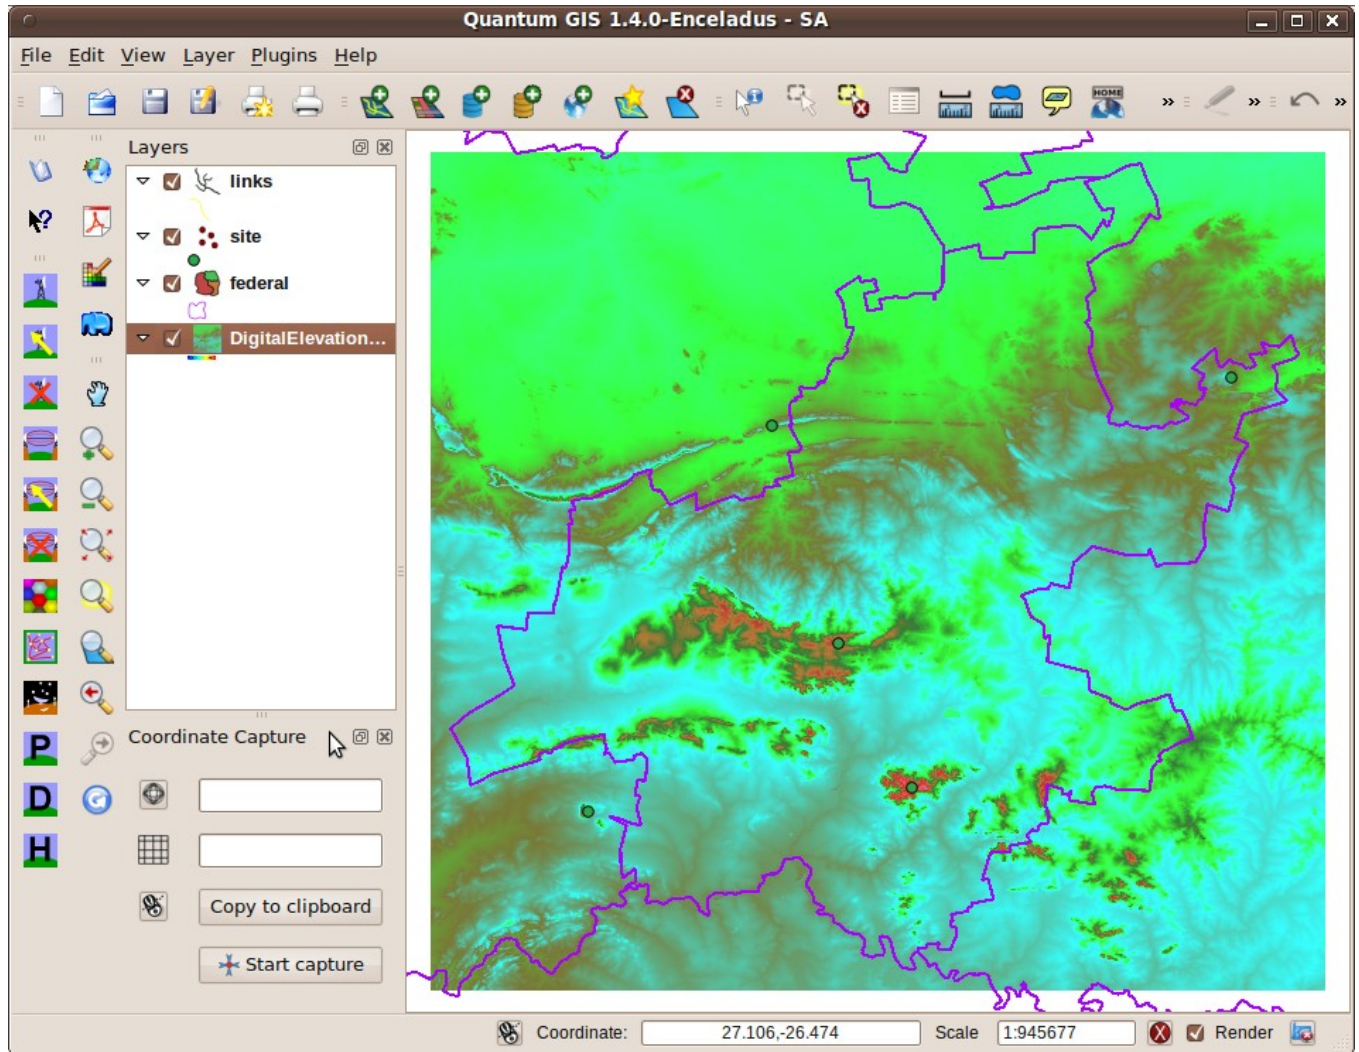 Quantum GIS 1.4.0-Enceladus - SA
File Edit View Layer Plugins Help
HOME
Layers
links
site
federal
DigitalElevation...
Coordinate Capture
P
D
H
Copy to clipboard
Start capture
Coordinate: 27.106,-26.474 Scale 1:945677 Render